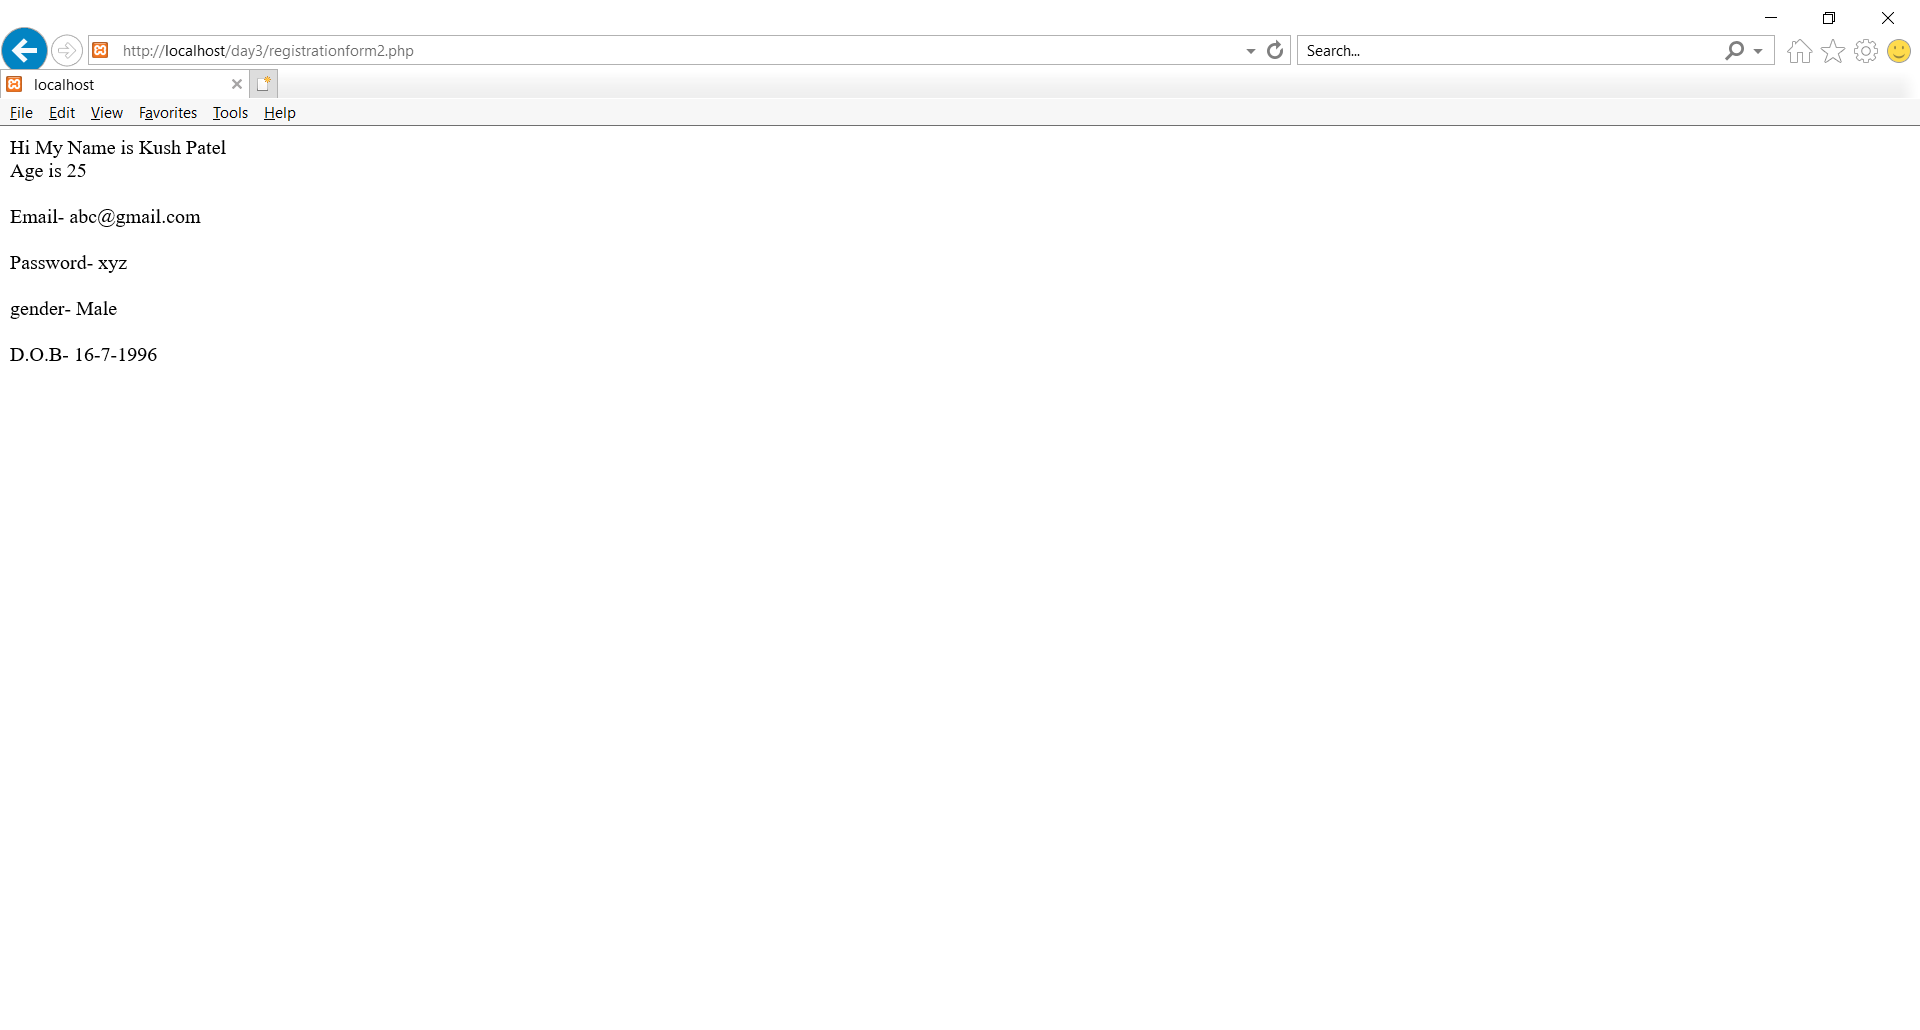 http://localhost/day3/registrationform2.php
Search...
localhost
File Edit View Favorites Tools Help
Hi My Name is Kush Patel
Age is 25
Email- abc@gmail.com
Password- xyz
gender- Male
D.O.B- 16-7-1996